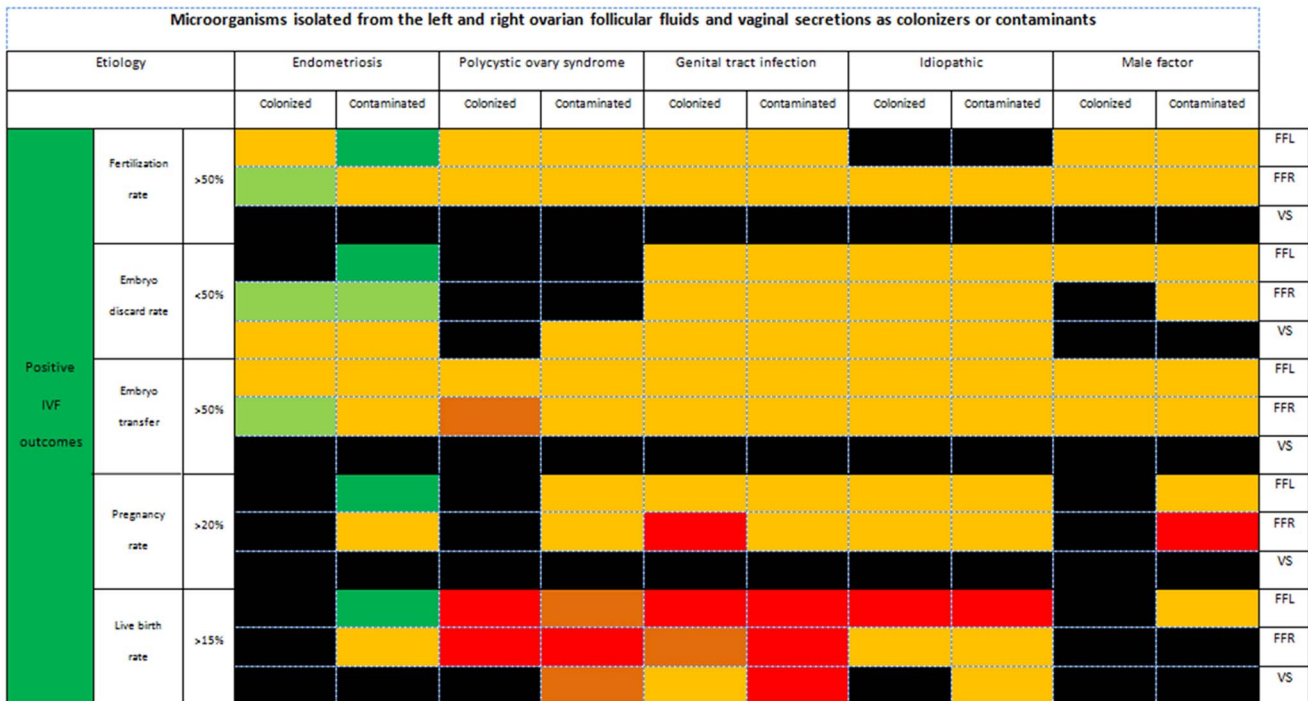 Microorganisms isolated from the left and right ovarian follicular fluids and vaginal secretions as colonizers or contaminants
Etiology Endometriosis Polycystic ovary syndrome Genital tract infection Idiopathic Male factor
Colonized Contaminated Colonized Contaminated Colonized Contaminated Colonized Contaminated Colonized Contaminated
Positive
IVF
outcomes
Fertilization
rate
>50%
FFL
FFR
VS
Embryo
discard rate
<50%
FFL
FFR
VS
Embryo
transfer
>50%
FFL
FFR
VS
Pregnancy
rate
>20%
FFL
FFR
VS
Live birth
rate
>15%
FFL
FFR
VS